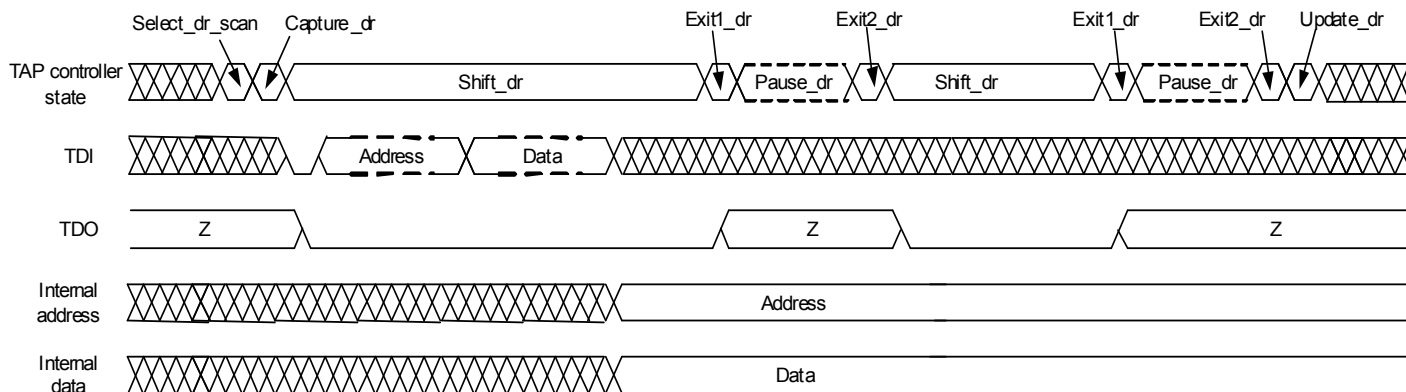 Select_dr_scan Capture_dr Exit1_dr Exit2_dr Exit1_dr Exit2_dr Update_dr
TAP controller
state
Shift_dr Pause_dr Shift_dr Pause_dr
TDI
Address Data
TDO
Z Z Z
Internal
address
Address
Internal
data
Data